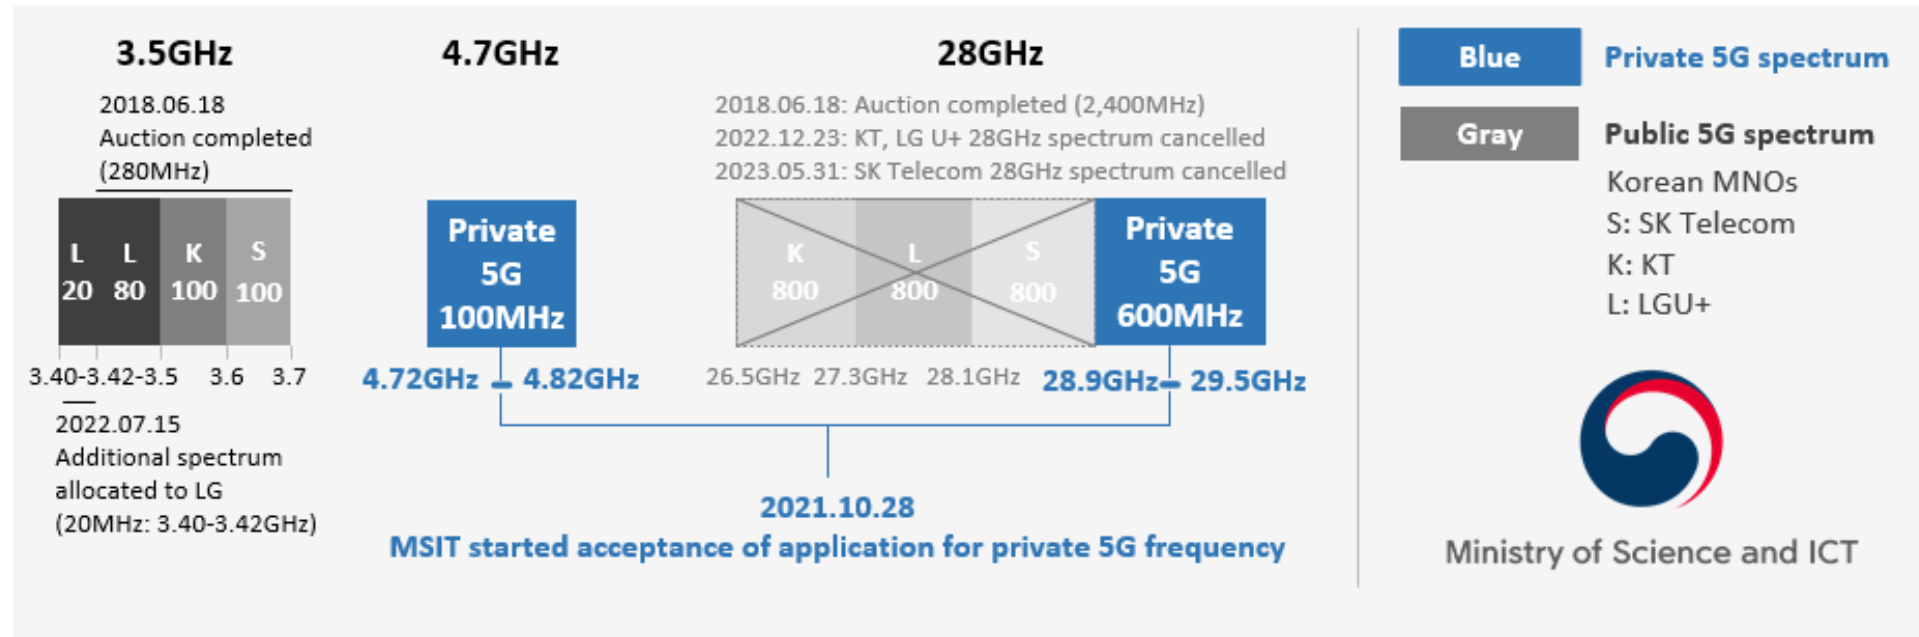 3.5GHz
2018.06.18
Auction completed
(280MHz)
L
20
L
80
K
100
S
100
3.40-3.42-3.5 3.6 3.7
2022.07.15
Additional spectrum
allocated to LG
(20MHz: 3.40-3.42GHz)
4.7GHz
Private
5G
100MHz
4.72GHz - 4.82GHz
28GHz
2018.06.18: Auction completed (2,400MHz)
2022.12.23: KT, LG U+ 28GHz spectrum cancelled
2023.05.31: SK Telecom 28GHz spectrum cancelled
K
800
L
800
S
800
Private
5G
600MHz
26.5GHz 27.3GHz 28.1GHz 28.9GHz - 29.5GHz
2021.10.28
MSIT started acceptance of application for private 5G frequency
Blue Private 5G spectrum
Gray Public 5G spectrum
Korean MNOs
S: SK Telecom
K: KT
L: LGU+
Ministry of Science and ICT